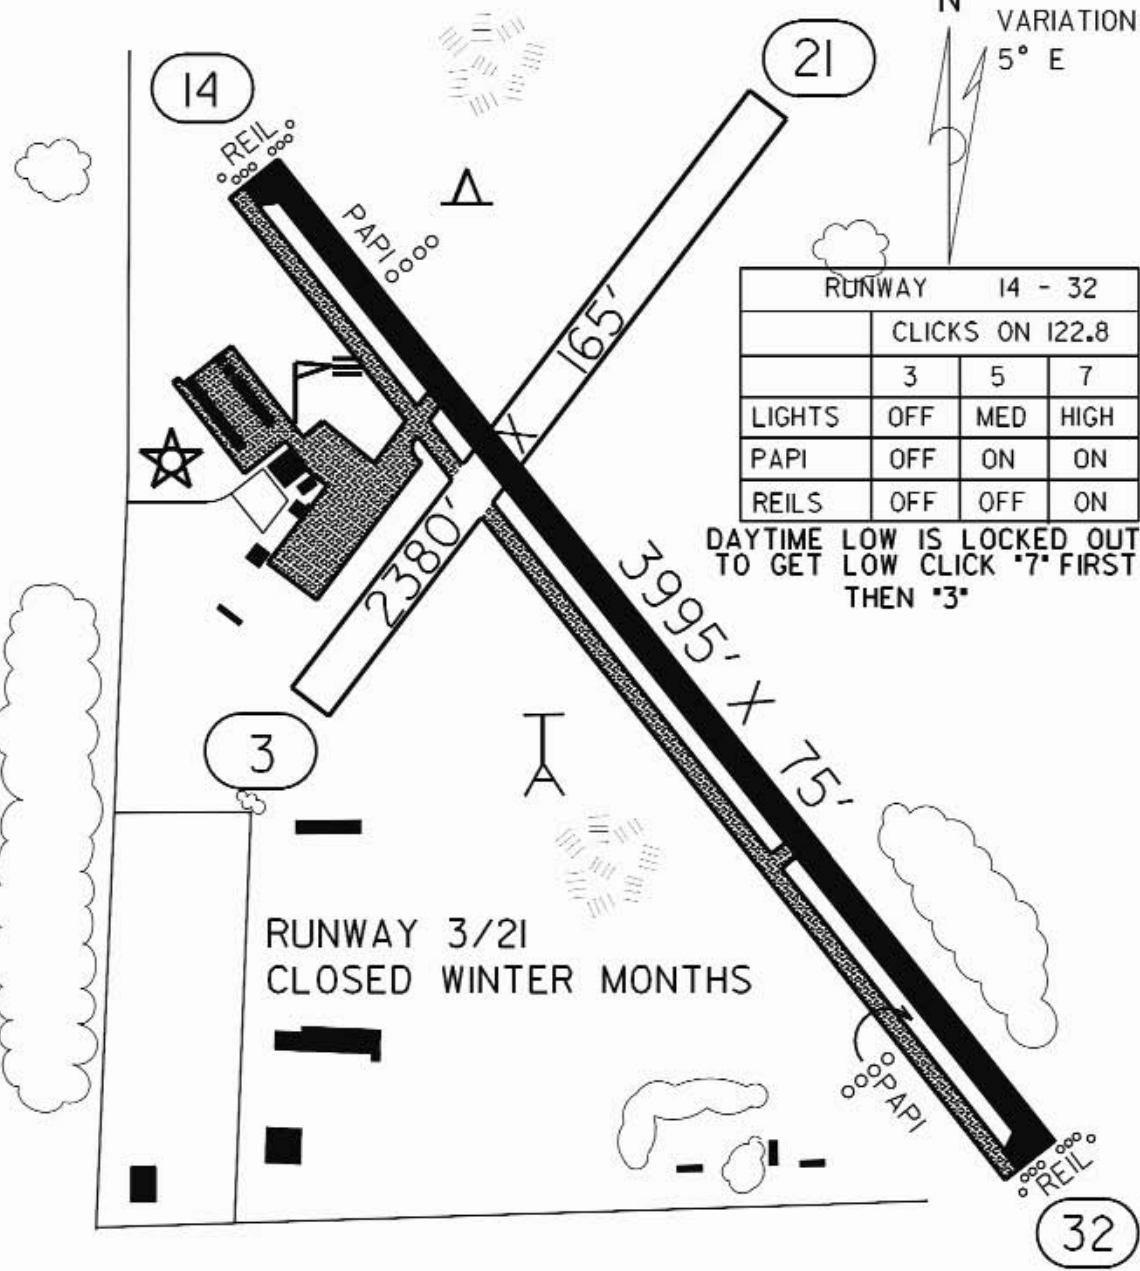 N
VARIATION
5° E
14
21
REIL
PAPI
165'
X
2380'
3
3995' X 75'
RUNWAY 14 - 32
CLICKS ON 122.8
3 5 7
LIGHTS OFF MED HIGH
PAPI OFF ON ON
REILS OFF OFF ON
DAYTIME LOW IS LOCKED OUT
TO GET LOW CLICK "7" FIRST
THEN "3"
RUNWAY 3/21
CLOSED WINTER MONTHS
PAPI
REIL
32